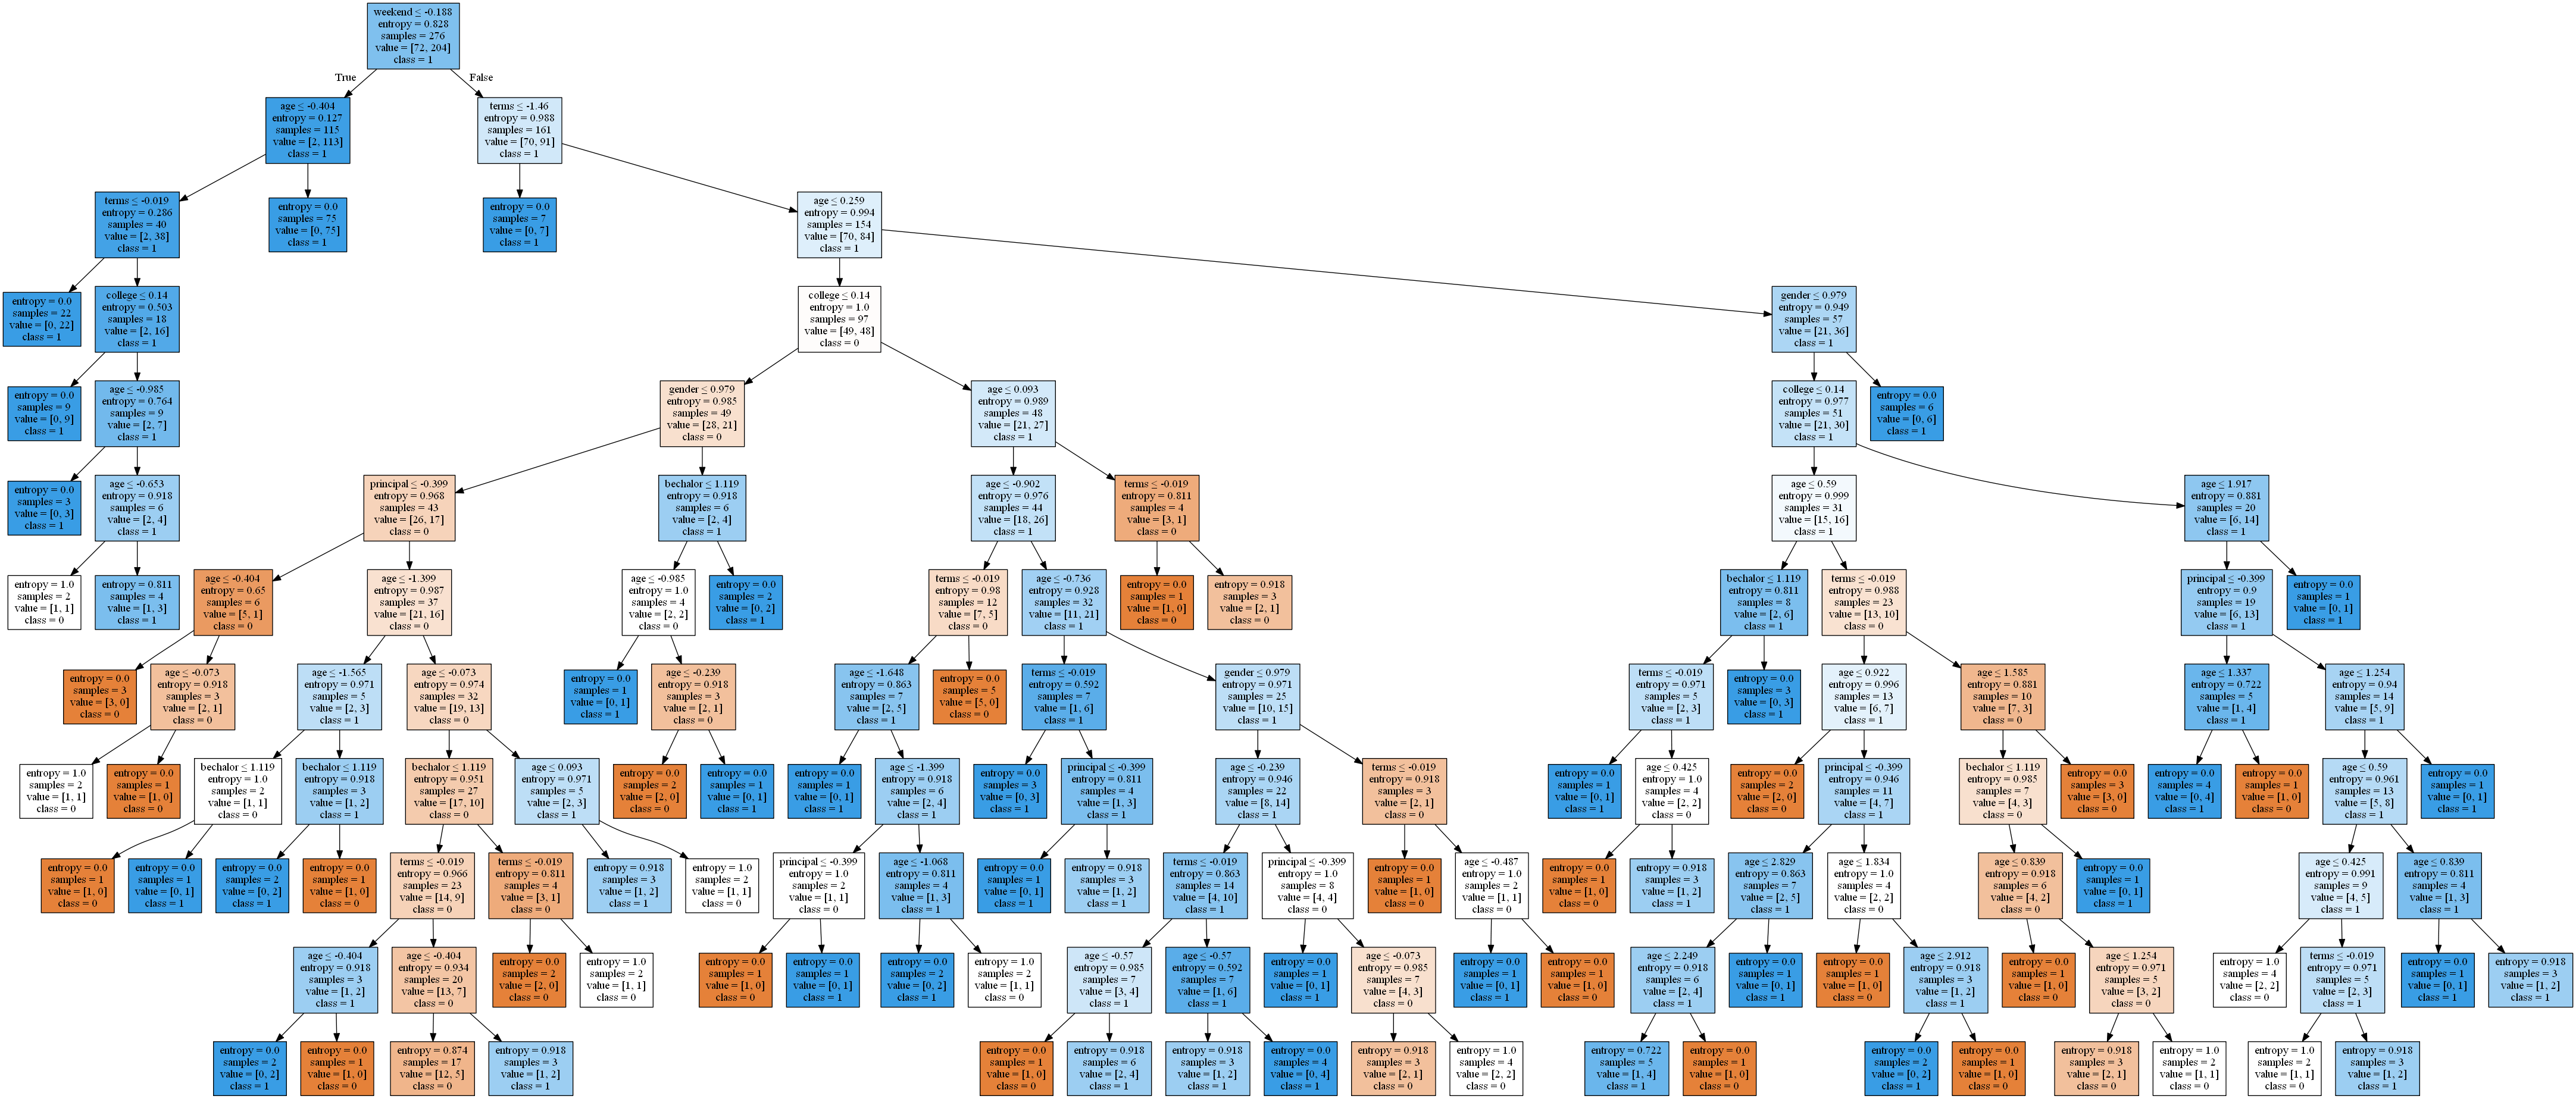 weekend ≤ -0.188
entropy = 0.828
samples = 276
value = [72, 204]
class = 1
True
False
age ≤ -0.404
entropy = 0.127
samples = 115
value = [2, 113]
class = 1
terms ≤ -1.46
entropy = 0.988
samples = 161
value = [70, 91]
class = 1
terms ≤ -0.019
entropy = 0.286
samples = 40
value = [2, 38]
class = 1
entropy = 0.0
samples = 75
value = [0, 75]
class = 1
entropy = 0.0
samples = 7
value = [0, 7]
class = 1
age ≤ 0.259
entropy = 0.994
samples = 154
value = [70, 84]
class = 1
entropy = 0.0
samples = 22
value = [0, 22]
class = 1
college ≤ 0.14
entropy = 0.503
samples = 18
value = [2, 16]
class = 1
college ≤ 0.14
entropy = 1.0
samples = 97
value = [49, 48]
class = 0
gender ≤ 0.979
entropy = 0.949
samples = 57
value = [21, 36]
class = 1
entropy = 0.0
samples = 9
value = [0, 9]
class = 1
age ≤ -0.985
entropy = 0.764
samples = 9
value = [2, 7]
class = 1
gender ≤ 0.979
entropy = 0.985
samples = 49
value = [28, 21]
class = 0
age ≤ 0.093
entropy = 0.989
samples = 48
value = [21, 27]
class = 1
college ≤ 0.14
entropy = 0.977
samples = 51
value = [21, 30]
class = 1
entropy = 0.0
samples = 6
value = [0, 6]
class = 1
entropy = 0.0
samples = 3
value = [0, 3]
class = 1
age ≤ -0.653
entropy = 0.918
samples = 6
value = [2, 4]
class = 1
principal ≤ -0.399
entropy = 0.968
samples = 43
value = [26, 17]
class = 0
bechalor ≤ 1.119
entropy = 0.918
samples = 6
value = [2, 4]
class = 1
age ≤ -0.902
entropy = 0.976
samples = 44
value = [18, 26]
class = 1
terms ≤ -0.019
entropy = 0.811
samples = 4
value = [3, 1]
class = 0
age ≤ 0.59
entropy = 0.999
samples = 31
value = [15, 16]
class = 1
age ≤ 1.917
entropy = 0.881
samples = 20
value = [6, 14]
class = 1
entropy = 1.0
samples = 2
value = [1, 1]
class = 0
entropy = 0.811
samples = 4
value = [1, 3]
class = 1
age ≤ -0.404
entropy = 0.65
samples = 6
value = [5, 1]
class = 0
age ≤ -1.399
entropy = 0.987
samples = 37
value = [21, 16]
class = 0
age ≤ -0.985
entropy = 1.0
samples = 4
value = [2, 2]
class = 0
entropy = 0.0
samples = 2
value = [0, 2]
class = 1
terms ≤ -0.019
entropy = 0.98
samples = 12
value = [7, 5]
class = 0
age ≤ -0.736
entropy = 0.928
samples = 32
value = [11, 21]
class = 1
entropy = 0.0
samples = 1
value = [1, 0]
class = 0
entropy = 0.918
samples = 3
value = [2, 1]
class = 0
bechalor ≤ 1.119
entropy = 0.811
samples = 8
value = [2, 6]
class = 1
terms ≤ -0.019
entropy = 0.988
samples = 23
value = [13, 10]
class = 0
principal ≤ -0.399
entropy = 0.9
samples = 19
value = [6, 13]
class = 1
entropy = 0.0
samples = 1
value = [0, 1]
class = 1
entropy = 0.0
samples = 3
value = [3, 0]
class = 0
age ≤ -0.073
entropy = 0.918
samples = 3
value = [2, 1]
class = 0
age ≤ -1.565
entropy = 0.971
samples = 5
value = [2, 3]
class = 1
age ≤ -0.073
entropy = 0.974
samples = 32
value = [19, 13]
class = 0
entropy = 0.0
samples = 1
value = [0, 1]
class = 1
age ≤ -0.239
entropy = 0.918
samples = 3
value = [2, 1]
class = 0
age ≤ -1.648
entropy = 0.863
samples = 7
value = [2, 5]
class = 1
entropy = 0.0
samples = 5
value = [5, 0]
class = 0
terms ≤ -0.019
entropy = 0.592
samples = 7
value = [1, 6]
class = 1
gender ≤ 0.979
entropy = 0.971
samples = 25
value = [10, 15]
class = 1
terms ≤ -0.019
entropy = 0.971
samples = 5
value = [2, 3]
class = 1
entropy = 0.0
samples = 3
value = [0, 3]
class = 1
age ≤ 0.922
entropy = 0.996
samples = 13
value = [6, 7]
class = 1
age ≤ 1.585
entropy = 0.881
samples = 10
value = [7, 3]
class = 0
age ≤ 1.337
entropy = 0.722
samples = 5
value = [1, 4]
class = 1
age ≤ 1.254
entropy = 0.94
samples = 14
value = [5, 9]
class = 1
entropy = 1.0
samples = 2
value = [1, 1]
class = 0
entropy = 0.0
samples = 1
value = [1, 0]
class = 0
bechalor ≤ 1.119
entropy = 1.0
samples = 2
value = [1, 1]
class = 0
bechalor ≤ 1.119
entropy = 0.918
samples = 3
value = [1, 2]
class = 1
bechalor ≤ 1.119
entropy = 0.951
samples = 27
value = [17, 10]
class = 0
age ≤ 0.093
entropy = 0.971
samples = 5
value = [2, 3]
class = 1
entropy = 0.0
samples = 2
value = [2, 0]
class = 0
entropy = 0.0
samples = 1
value = [0, 1]
class = 1
entropy = 0.0
samples = 1
value = [0, 1]
class = 1
age ≤ -1.399
entropy = 0.918
samples = 6
value = [2, 4]
class = 1
entropy = 0.0
samples = 3
value = [0, 3]
class = 1
principal ≤ -0.399
entropy = 0.811
samples = 4
value = [1, 3]
class = 1
age ≤ -0.239
entropy = 0.946
samples = 22
value = [8, 14]
class = 1
terms ≤ -0.019
entropy = 0.918
samples = 3
value = [2, 1]
class = 0
entropy = 0.0
samples = 1
value = [0, 1]
class = 1
age ≤ 0.425
entropy = 1.0
samples = 4
value = [2, 2]
class = 0
entropy = 0.0
samples = 2
value = [2, 0]
class = 0
principal ≤ -0.399
entropy = 0.946
samples = 11
value = [4, 7]
class = 1
bechalor ≤ 1.119
entropy = 0.985
samples = 7
value = [4, 3]
class = 0
entropy = 0.0
samples = 3
value = [3, 0]
class = 0
entropy = 0.0
samples = 4
value = [0, 4]
class = 1
entropy = 0.0
samples = 1
value = [1, 0]
class = 0
age ≤ 0.59
entropy = 0.961
samples = 13
value = [5, 8]
class = 1
entropy = 0.0
samples = 1
value = [0, 1]
class = 1
entropy = 0.0
samples = 1
value = [1, 0]
class = 0
entropy = 0.0
samples = 1
value = [0, 1]
class = 1
entropy = 0.0
samples = 2
value = [0, 2]
class = 1
entropy = 0.0
samples = 1
value = [1, 0]
class = 0
terms ≤ -0.019
entropy = 0.966
samples = 23
value = [14, 9]
class = 0
terms ≤ -0.019
entropy = 0.811
samples = 4
value = [3, 1]
class = 0
entropy = 0.918
samples = 3
value = [1, 2]
class = 1
entropy = 1.0
samples = 2
value = [1, 1]
class = 0
principal ≤ -0.399
entropy = 1.0
samples = 2
value = [1, 1]
class = 0
age ≤ -1.068
entropy = 0.811
samples = 4
value = [1, 3]
class = 1
entropy = 0.0
samples = 1
value = [0, 1]
class = 1
entropy = 0.918
samples = 3
value = [1, 2]
class = 1
terms ≤ -0.019
entropy = 0.863
samples = 14
value = [4, 10]
class = 1
principal ≤ -0.399
entropy = 1.0
samples = 8
value = [4, 4]
class = 0
entropy = 0.0
samples = 1
value = [1, 0]
class = 0
age ≤ -0.487
entropy = 1.0
samples = 2
value = [1, 1]
class = 0
entropy = 0.0
samples = 1
value = [1, 0]
class = 0
entropy = 0.918
samples = 3
value = [1, 2]
class = 1
age ≤ 2.829
entropy = 0.863
samples = 7
value = [2, 5]
class = 1
age ≤ 1.834
entropy = 1.0
samples = 4
value = [2, 2]
class = 0
age ≤ 0.839
entropy = 0.918
samples = 6
value = [4, 2]
class = 0
entropy = 0.0
samples = 1
value = [0, 1]
class = 1
age ≤ 0.425
entropy = 0.991
samples = 9
value = [4, 5]
class = 1
age ≤ 0.839
entropy = 0.811
samples = 4
value = [1, 3]
class = 1
age ≤ -0.404
entropy = 0.918
samples = 3
value = [1, 2]
class = 1
age ≤ -0.404
entropy = 0.934
samples = 20
value = [13, 7]
class = 0
entropy = 0.0
samples = 2
value = [2, 0]
class = 0
entropy = 1.0
samples = 2
value = [1, 1]
class = 0
entropy = 0.0
samples = 1
value = [1, 0]
class = 0
entropy = 0.0
samples = 1
value = [0, 1]
class = 1
entropy = 0.0
samples = 2
value = [0, 2]
class = 1
entropy = 1.0
samples = 2
value = [1, 1]
class = 0
age ≤ -0.57
entropy = 0.985
samples = 7
value = [3, 4]
class = 1
age ≤ -0.57
entropy = 0.592
samples = 7
value = [1, 6]
class = 1
entropy = 0.0
samples = 1
value = [0, 1]
class = 1
age ≤ -0.073
entropy = 0.985
samples = 7
value = [4, 3]
class = 0
entropy = 0.0
samples = 1
value = [0, 1]
class = 1
entropy = 0.0
samples = 1
value = [1, 0]
class = 0
age ≤ 2.249
entropy = 0.918
samples = 6
value = [2, 4]
class = 1
entropy = 0.0
samples = 1
value = [0, 1]
class = 1
entropy = 0.0
samples = 1
value = [1, 0]
class = 0
age ≤ 2.912
entropy = 0.918
samples = 3
value = [1, 2]
class = 1
entropy = 0.0
samples = 1
value = [1, 0]
class = 0
age ≤ 1.254
entropy = 0.971
samples = 5
value = [3, 2]
class = 0
entropy = 1.0
samples = 4
value = [2, 2]
class = 0
terms ≤ -0.019
entropy = 0.971
samples = 5
value = [2, 3]
class = 1
entropy = 0.0
samples = 1
value = [0, 1]
class = 1
entropy = 0.918
samples = 3
value = [1, 2]
class = 1
entropy = 0.0
samples = 2
value = [0, 2]
class = 1
entropy = 0.0
samples = 1
value = [1, 0]
class = 0
entropy = 0.874
samples = 17
value = [12, 5]
class = 0
entropy = 0.918
samples = 3
value = [1, 2]
class = 1
entropy = 0.0
samples = 1
value = [1, 0]
class = 0
entropy = 0.918
samples = 6
value = [2, 4]
class = 1
entropy = 0.918
samples = 3
value = [1, 2]
class = 1
entropy = 0.0
samples = 4
value = [0, 4]
class = 1
entropy = 0.918
samples = 3
value = [2, 1]
class = 0
entropy = 1.0
samples = 4
value = [2, 2]
class = 0
entropy = 0.722
samples = 5
value = [1, 4]
class = 1
entropy = 0.0
samples = 1
value = [1, 0]
class = 0
entropy = 0.0
samples = 2
value = [0, 2]
class = 1
entropy = 0.0
samples = 1
value = [1, 0]
class = 0
entropy = 0.918
samples = 3
value = [2, 1]
class = 0
entropy = 1.0
samples = 2
value = [1, 1]
class = 0
entropy = 1.0
samples = 2
value = [1, 1]
class = 0
entropy = 0.918
samples = 3
value = [1, 2]
class = 1